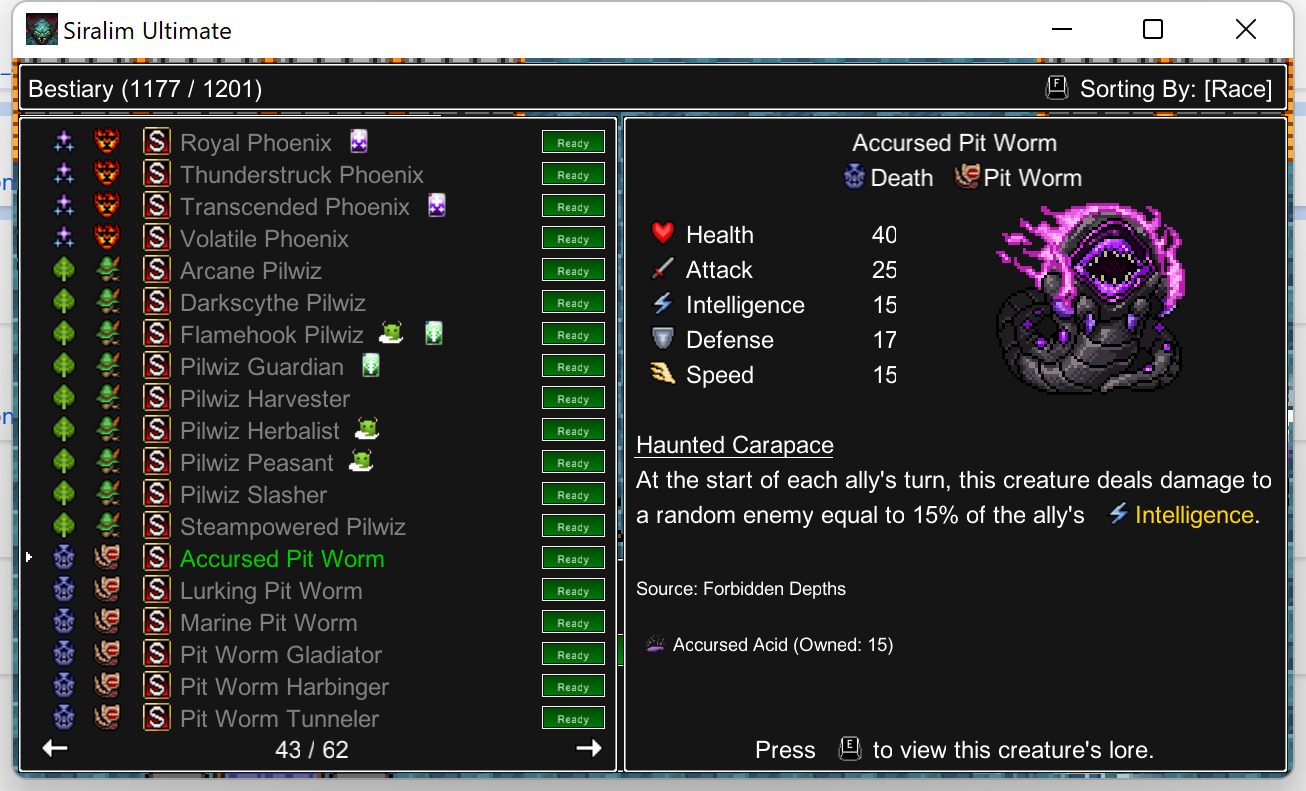 Siralim Ultimate
Bestiary (1177 / 1201)
F Sorting By: [Race]
S Royal Phoenix Ready
S Thunderstruck Phoenix Ready
S Transcended Phoenix Ready
S Volatile Phoenix Ready
S Arcane Pilwiz Ready
S Darkscythe Pilwiz Ready
S Flamehook Pilwiz Ready
S Pilwiz Guardian Ready
S Pilwiz Harvester Ready
S Pilwiz Herbalist Ready
S Pilwiz Peasant Ready
S Pilwiz Slasher Ready
S Steampowered Pilwiz Ready
S Accursed Pit Worm Ready
S Lurking Pit Worm Ready
S Marine Pit Worm Ready
S Pit Worm Gladiator Ready
S Pit Worm Harbinger Ready
S Pit Worm Tunneler Ready
43 / 62
Accursed Pit Worm
Death Pit Worm
Health 40
Attack 25
Intelligence 15
Defense 17
Speed 15
Haunted Carapace
At the start of each ally's turn, this creature deals damage to
a random enemy equal to 15% of the ally's Intelligence.
Source: Forbidden Depths
Accursed Acid (Owned: 15)
Press E to view this creature's lore.